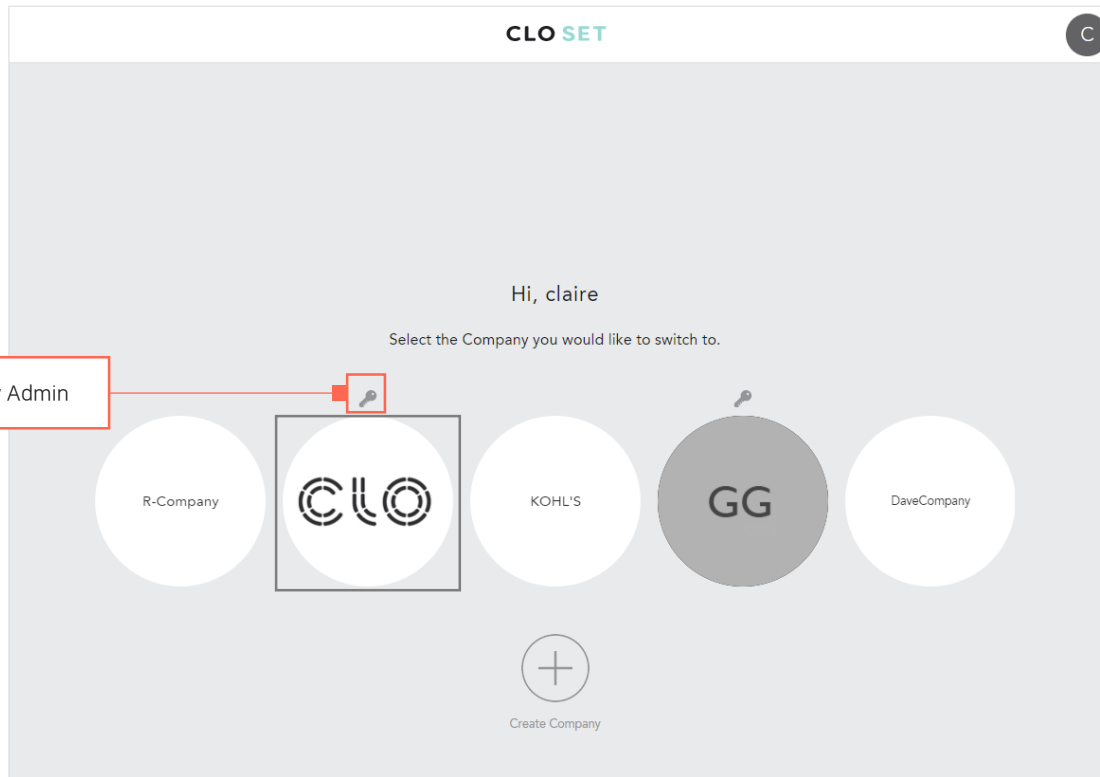 CLO SET
C
Hi, claire
Select the Company you would like to switch to.
Admin
R-Company
CLO
KOHL'S
GG
DaveCompany
Create Company